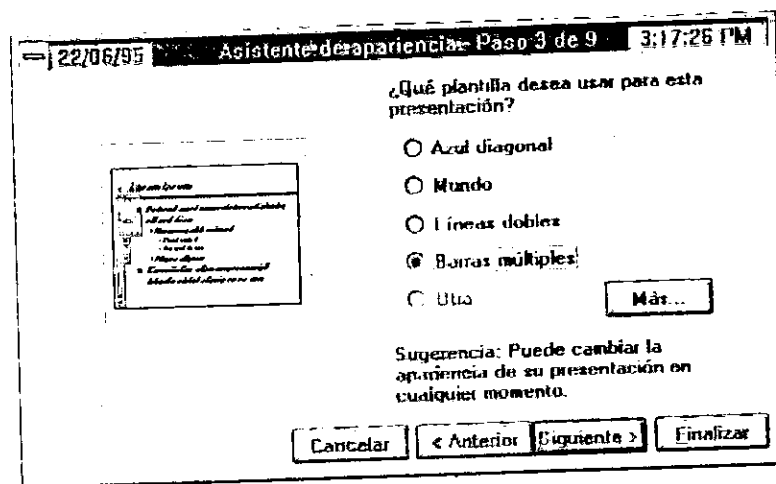 22/06/95 Asistente de apariencia - Paso 3 de 9 3:17:26 PM
¿Qué plantilla desea usar para esta
presentación?
Azul diagonal
Mundo
Líneas dobles
Barras múltiples
Otra
Más...
Sugerencia: Puede cambiar la
apariencia de su presentación en
cualquier momento.
Cancelar
< Anterior
Siguiente >
Finalizar